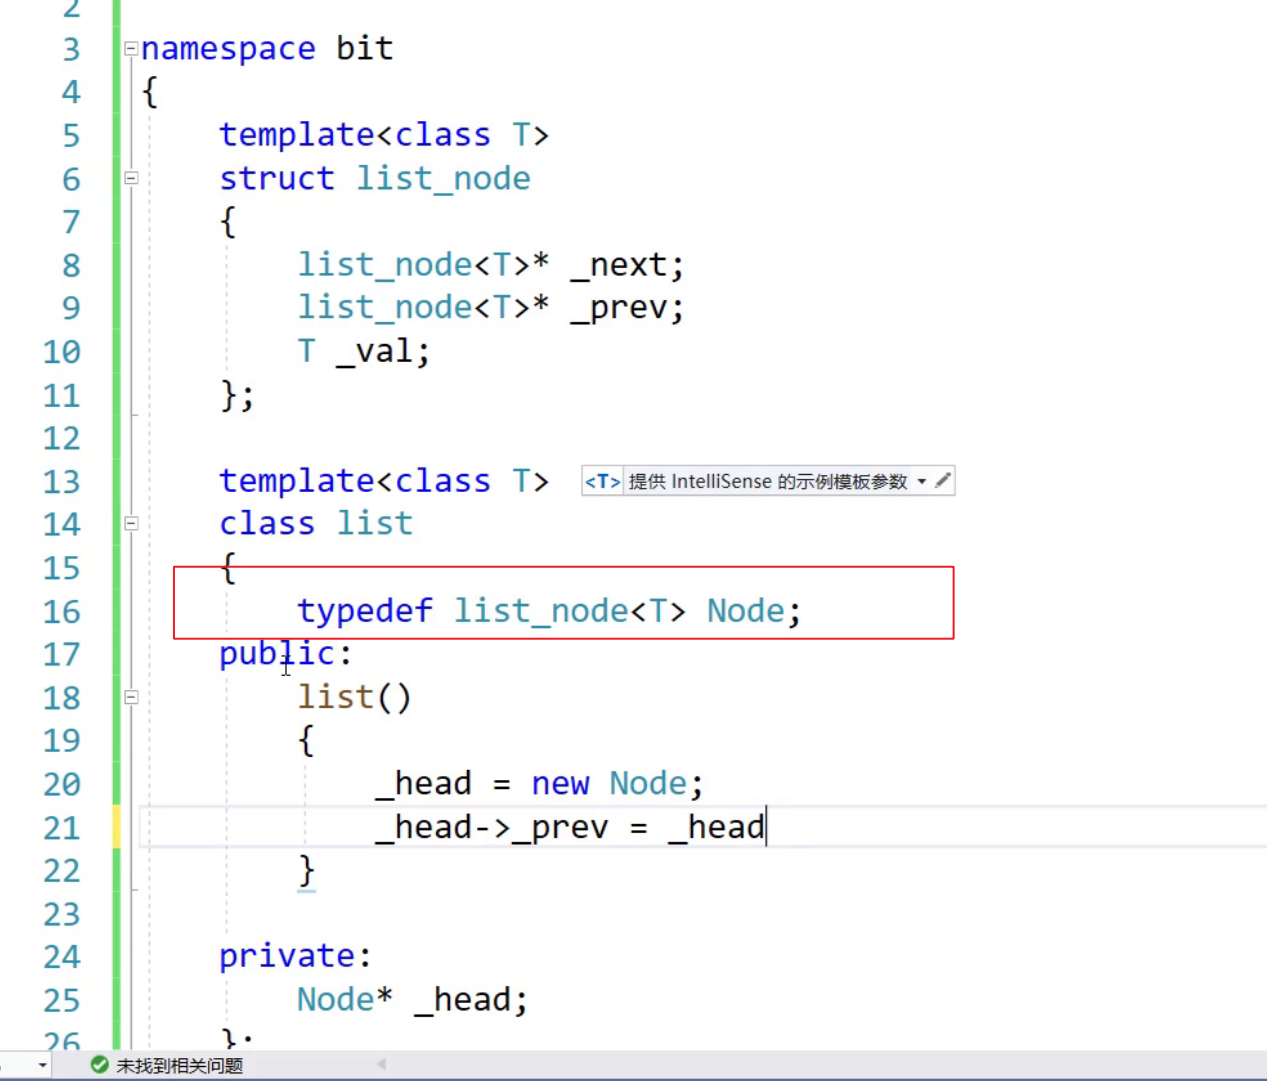 2
3 namespace bit
4 {
5 template<class T>
6 struct list_node
7 {
8 list_node<T>* _next;
9 list_node<T>* _prev;
10 T _val;
11 };
12
13 template<class T> <T> 提供 IntelliSense 的示例模板参数
14 class list
15 {
16 typedef list_node<T> Node;
17 public:
18 list()
19 {
20 _head = new Node;
21 _head->_prev = _head
22 }
23
24 private:
25 Node* _head;
26 };
未找到相关问题